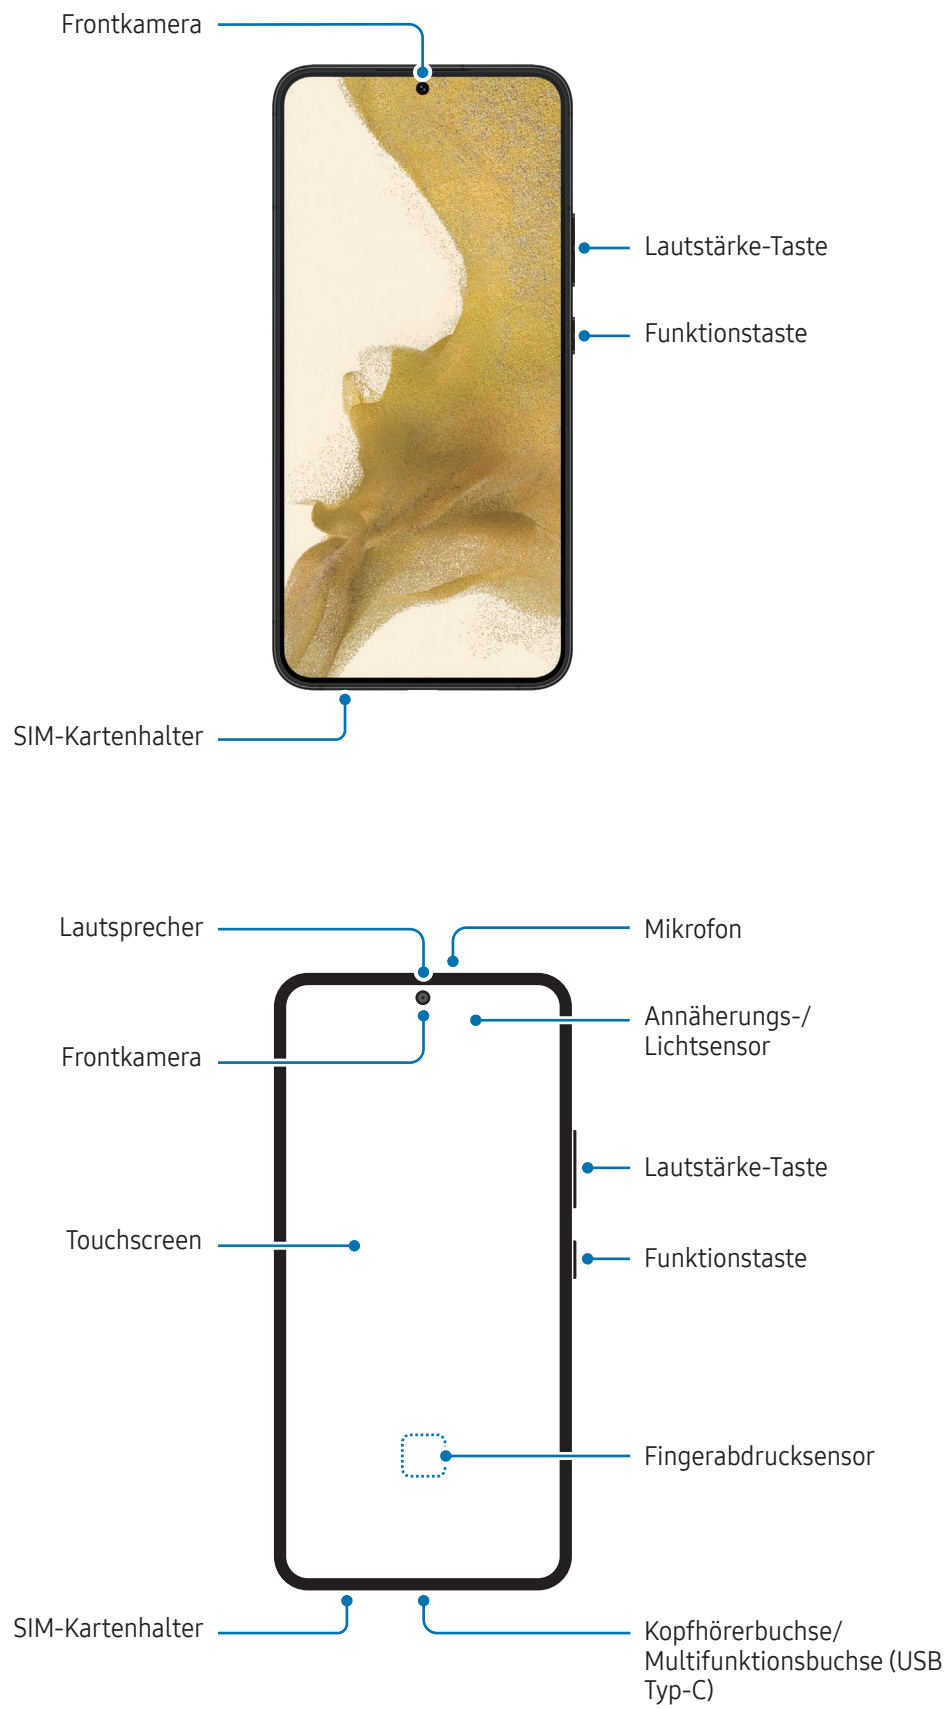 Frontkamera
Lautstärke-Taste
Funktionstaste
SIM-Kartenhalter
Lautsprecher
Mikrofon
Annäherungs-/
Lichtsensor
Frontkamera
Lautstärke-Taste
Touchscreen
Funktionstaste
Fingerabdrucksensor
SIM-Kartenhalter
Kopfhörerbuchse/
Multifunktionsbuchse (USB
Typ-C)